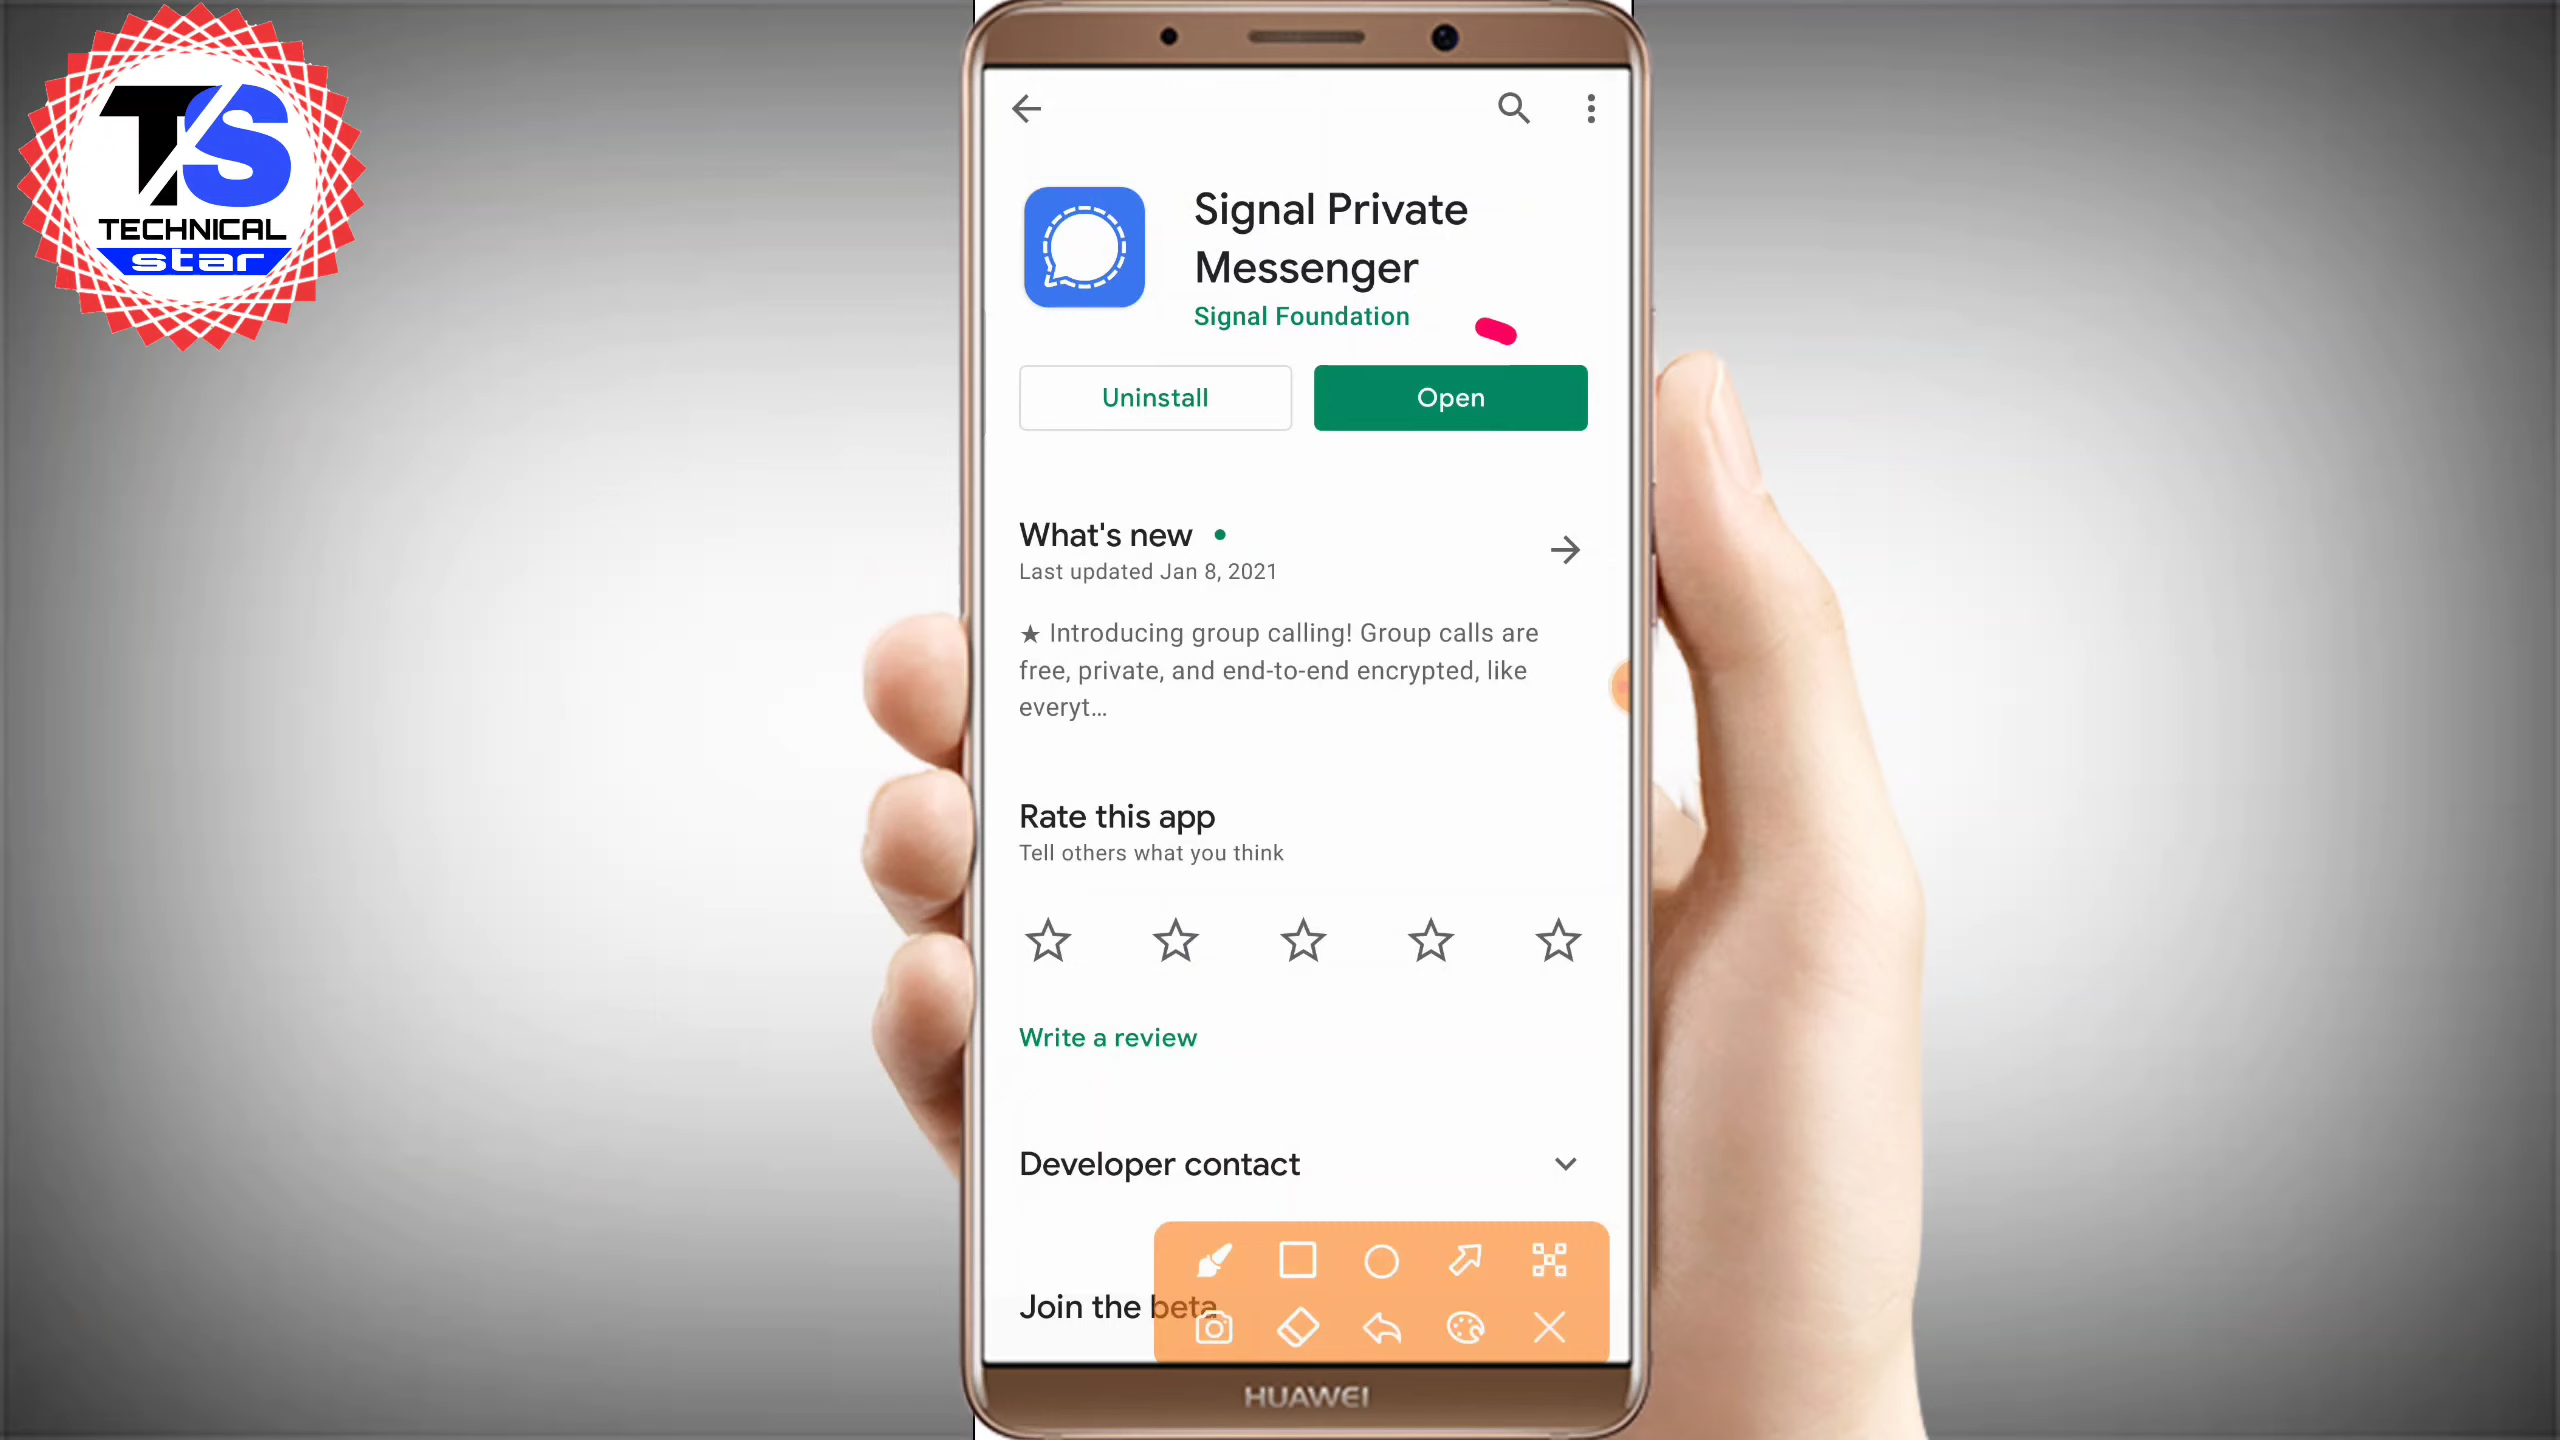 TS
TECHNICAL
star
Signal Private
Messenger
Signal Foundation
Uninstall
Open
What's new
Last updated Jan 8, 2021
★ Introducing group calling! Group calls are
free, private, and end-to-end encrypted, like
everyt...
Rate this app
Tell others what you think
Write a review
Developer contact
Join the beta
HUAWEI